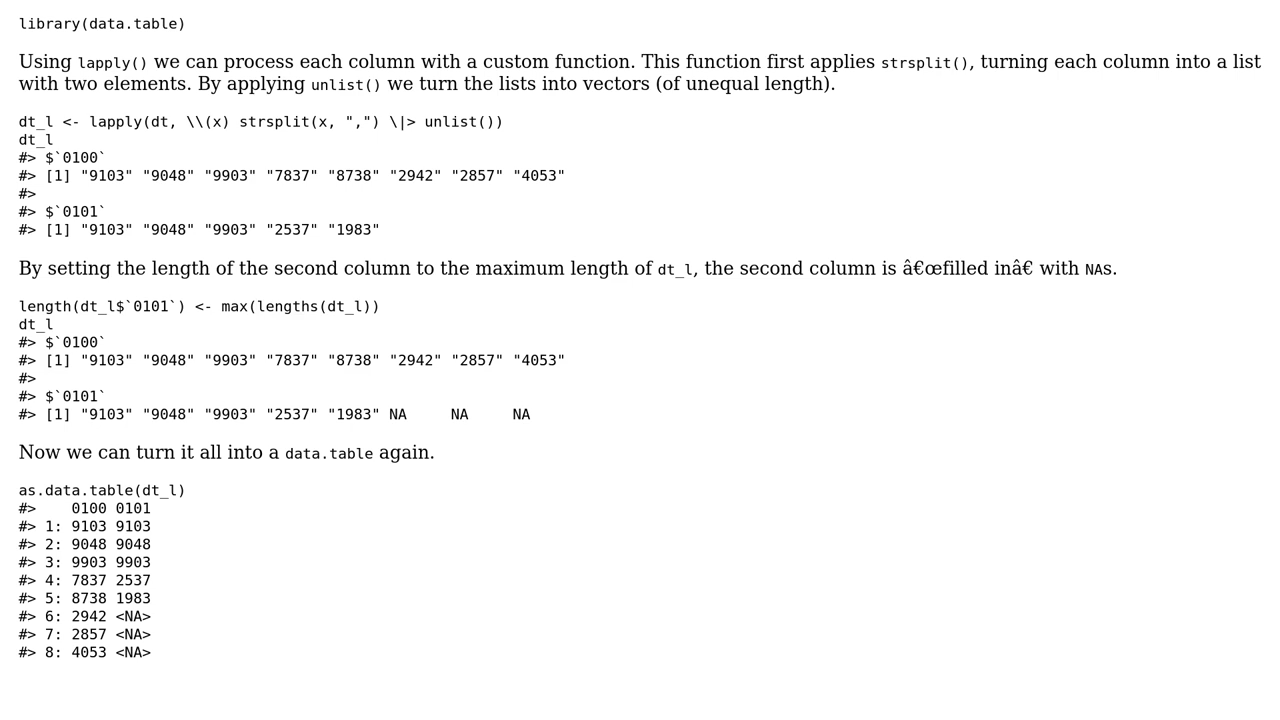 library(data.table)
Using lapply() we can process each column with a custom function. This function first applies strsplit(), turning each column into a list
with two elements. By applying unlist() we turn the lists into vectors (of unequal length).
dt_l <- lapply(dt, \\(x) strsplit(x, ",") \|> unlist())
dt_l
#> $`0100`
#> [1] "9103" "9048" "9903" "7837" "8738" "2942" "2857" "4053"
#>
#> $`0101`
#> [1] "9103" "9048" "9903" "2537" "1983"
By setting the length of the second column to the maximum length of dt_l, the second column is â€œfilled inâ€ with NAs.
length(dt_l$`0101`) <- max(lengths(dt_l))
dt_l
#> $`0100`
#> [1] "9103" "9048" "9903" "7837" "8738" "2942" "2857" "4053"
#>
#> $`0101`
#> [1] "9103" "9048" "9903" "2537" "1983" NA     NA     NA
Now we can turn it all into a data.table again.
as.data.table(dt_l)
#>    0100 0101
#> 1: 9103 9103
#> 2: 9048 9048
#> 3: 9903 9903
#> 4: 7837 2537
#> 5: 8738 1983
#> 6: 2942 <NA>
#> 7: 2857 <NA>
#> 8: 4053 <NA>